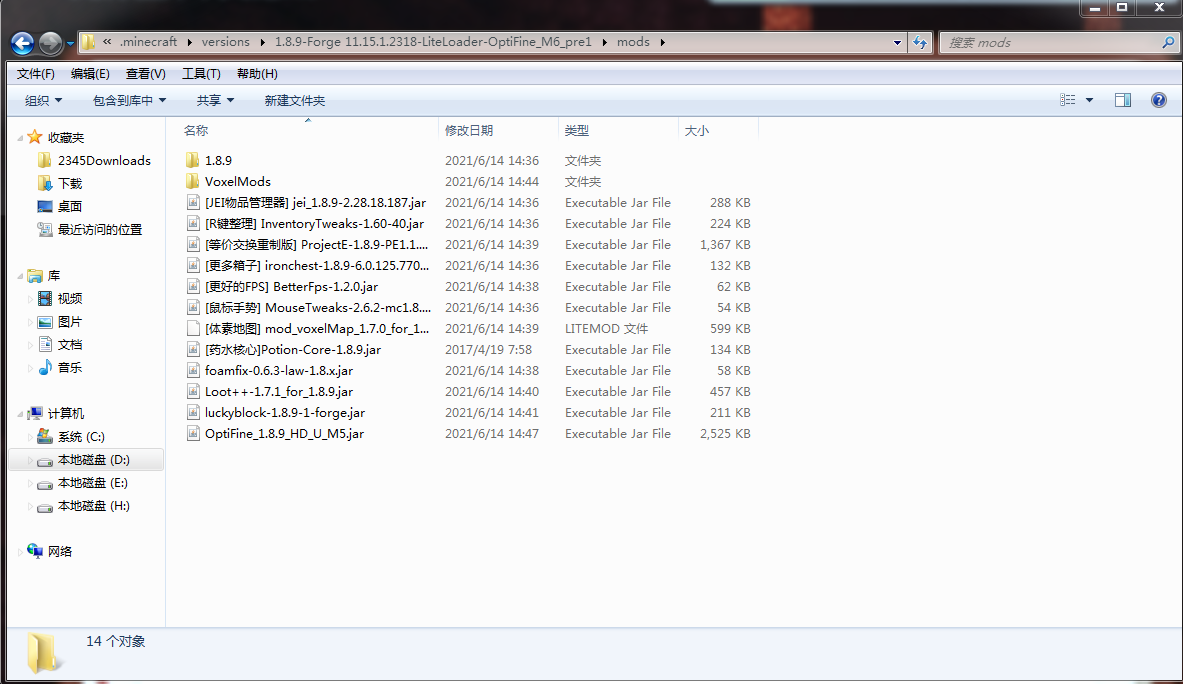 « .minecraft ▸ versions ▸ 1.8.9-Forge 11.15.1.2318-LiteLoader-OptiFine_M6_pre1 ▸ mods ▸ 搜索 mods
文件(F) 编辑(E) 查看(V) 工具(T) 帮助(H)
组织 包含到库中 共享 新建文件夹
收藏夹
2345Downloads
下载
桌面
最近访问的位置
库
视频
图片
文档
音乐
计算机
系统 (C:)
本地磁盘 (D:)
本地磁盘 (E:)
本地磁盘 (H:)
网络
名称 修改日期 类型 大小
1.8.9 2021/6/14 14:36 文件夹
VoxelMods 2021/6/14 14:44 文件夹
[JEI物品管理器] jei_1.8.9-2.28.18.187.jar 2021/6/14 14:36 Executable Jar File 288 KB
[R键整理] InventoryTweaks-1.60-40.jar 2021/6/14 14:36 Executable Jar File 224 KB
[等价交换重制版] ProjectE-1.8.9-PE1.1.... 2021/6/14 14:39 Executable Jar File 1,367 KB
[更多箱子] ironchest-1.8.9-6.0.125.770... 2021/6/14 14:36 Executable Jar File 132 KB
[更好的FPS] BetterFps-1.2.0.jar 2021/6/14 14:38 Executable Jar File 62 KB
[鼠标手势] MouseTweaks-2.6.2-mc1.8.... 2021/6/14 14:36 Executable Jar File 54 KB
[体素地图] mod_voxelMap_1.7.0_for_1... 2021/6/14 14:39 LITEMOD 文件 599 KB
[药水核心]Potion-Core-1.8.9.jar 2017/4/19 7:58 Executable Jar File 134 KB
foamfix-0.6.3-law-1.8.x.jar 2021/6/14 14:38 Executable Jar File 58 KB
Loot++-1.7.1_for_1.8.9.jar 2021/6/14 14:40 Executable Jar File 457 KB
luckyblock-1.8.9-1-forge.jar 2021/6/14 14:41 Executable Jar File 211 KB
OptiFine_1.8.9_HD_U_M5.jar 2021/6/14 14:47 Executable Jar File 2,525 KB
14 个对象